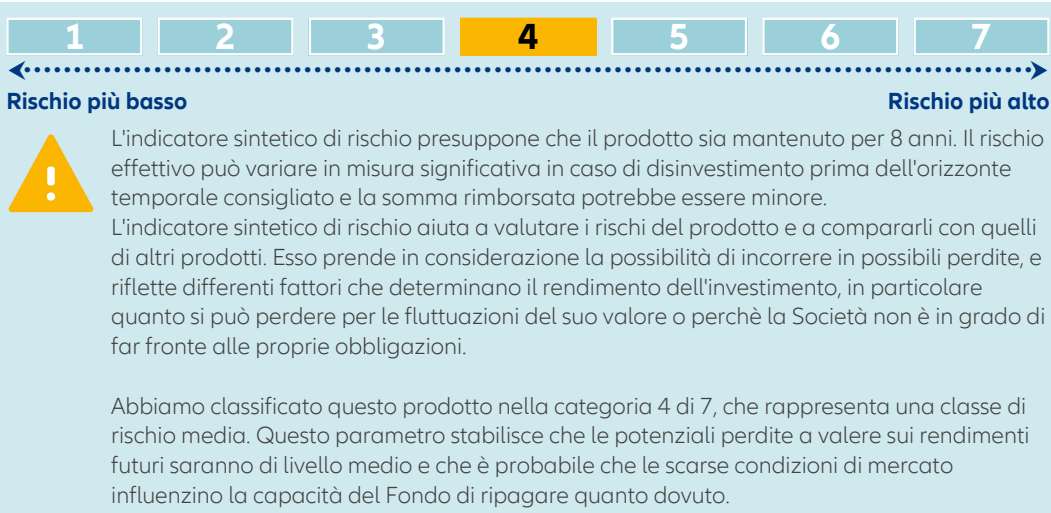 1 2 3 4 5 6 7
Rischio più basso Rischio più alto
L'indicatore sintetico di rischio presuppone che il prodotto sia mantenuto per 8 anni. Il rischio
effettivo può variare in misura significativa in caso di disinvestimento prima dell'orizzonte
temporale consigliato e la somma rimborsata potrebbe essere minore.
L'indicatore sintetico di rischio aiuta a valutare i rischi del prodotto e a compararli con quelli
di altri prodotti. Esso prende in considerazione la possibilità di incorrere in possibili perdite, e
riflette differenti fattori che determinano il rendimento dell'investimento, in particolare
quanto si può perdere per le fluttuazioni del suo valore o perchè la Società non è in grado di
far fronte alle proprie obbligazioni.
Abbiamo classificato questo prodotto nella categoria 4 di 7, che rappresenta una classe di
rischio media. Questo parametro stabilisce che le potenziali perdite a valere sui rendimenti
futuri saranno di livello medio e che è probabile che le scarse condizioni di mercato
influenzino la capacità del Fondo di ripagare quanto dovuto.